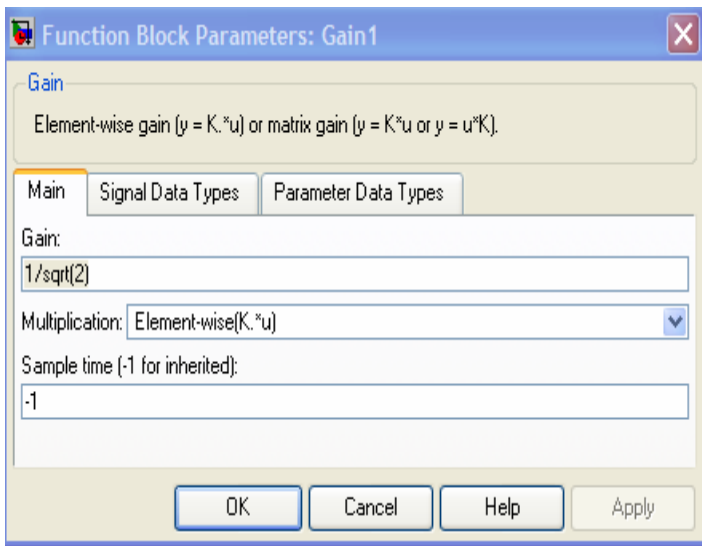 Function Block Parameters: Gain1
Gain
Element-wise gain (y = K.*u) or matrix gain (y = K*u or y = u*K).
Main Signal Data Types Parameter Data Types
Gain:
1/sqrt(2)
Multiplication: Element-wise(K.*u)
Sample time (-1 for inherited):
-1
OK Cancel Help Apply